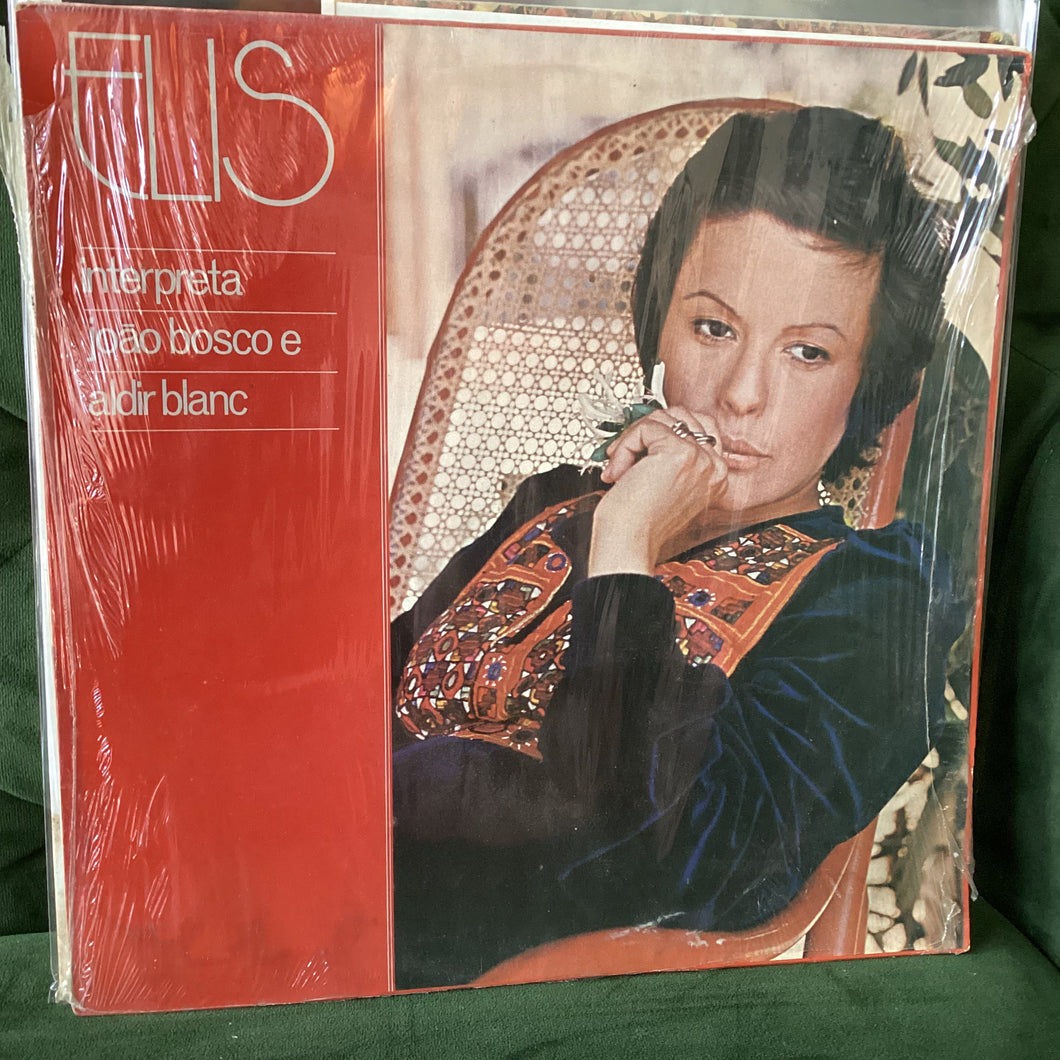 ELIS
interpreta
joão bosco e
aldir blanc